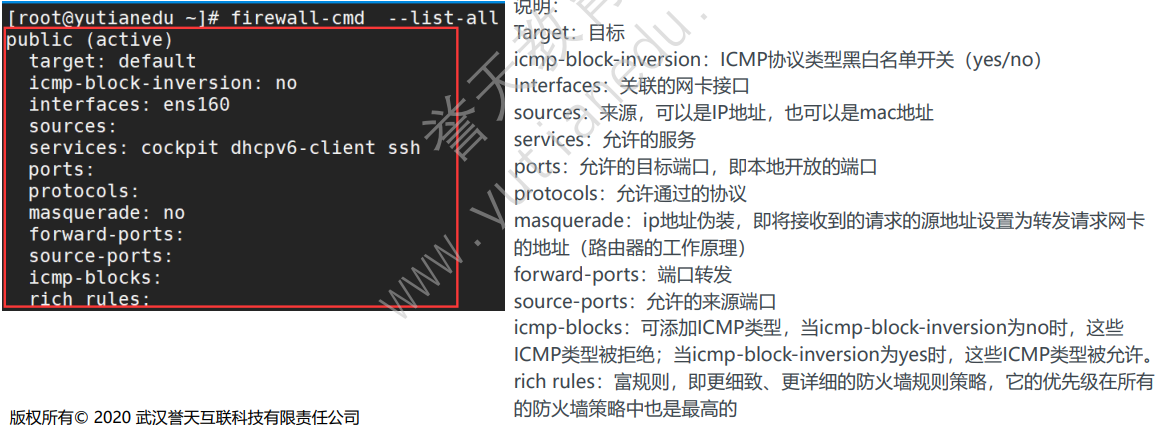 [root@yutianedu ~]# firewall-cmd  --list-all
public (active)
target: default
icmp-block-inversion: no
interfaces: ens160
sources:
services: cockpit dhcpv6-client ssh
ports:
protocols:
masquerade: no
forward-ports:
source-ports:
icmp-blocks:
rich rules:
说明：
Target：目标
icmp-block-inversion：ICMP协议类型黑白名单开关（yes/no）
Interfaces：关联的网卡接口
sources：来源，可以是IP地址，也可以是mac地址
services：允许的服务
ports：允许的目标端口，即本地开放的端口
protocols：允许通过的协议
masquerade：ip地址伪装，即将接收到的请求的源地址设置为转发请求网卡
的地址（路由器的工作原理）
forward-ports：端口转发
source-ports：允许的来源端口
icmp-blocks：可添加ICMP类型，当icmp-block-inversion为no时，这些
ICMP类型被拒绝；当icmp-block-inversion为yes时，这些ICMP类型被允许。
rich rules：富规则，即更细致、更详细的防火墙规则策略，它的优先级在所有
的防火墙策略中也是最高的
誉天教育
www.yutianedu.
版权所有© 2020 武汉誉天互联科技有限责任公司